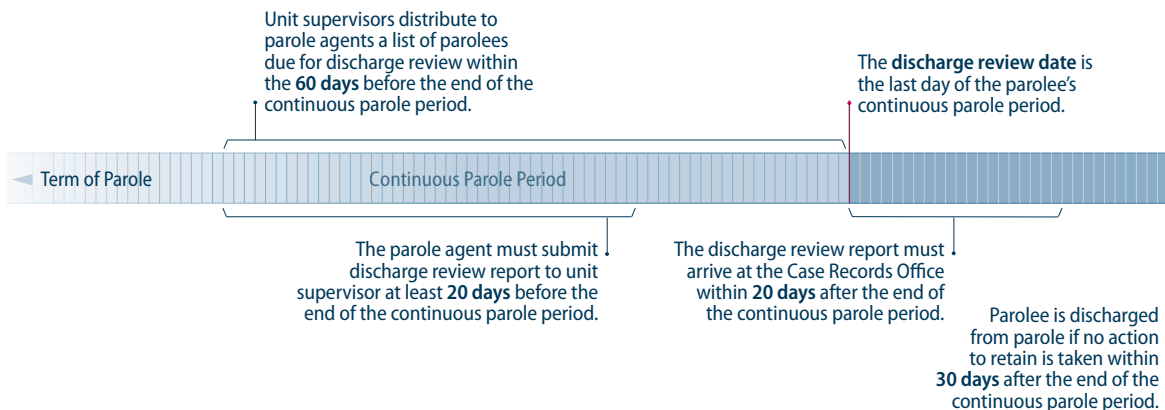 Unit supervisors distribute to
parole agents a list of parolees
due for discharge review within
the 60 days before the end of the
continuous parole period.
The discharge review date is
the last day of the parolee's
continuous parole period.
Term of Parole
Continuous Parole Period
The parole agent must submit
discharge review report to unit
supervisor at least 20 days before the
end of the continuous parole period.
The discharge review report must
arrive at the Case Records Office
within 20 days after the end of
the continuous parole period.
Parolee is discharged
from parole if no action
to retain is taken within
30 days after the end of the
continuous parole period.